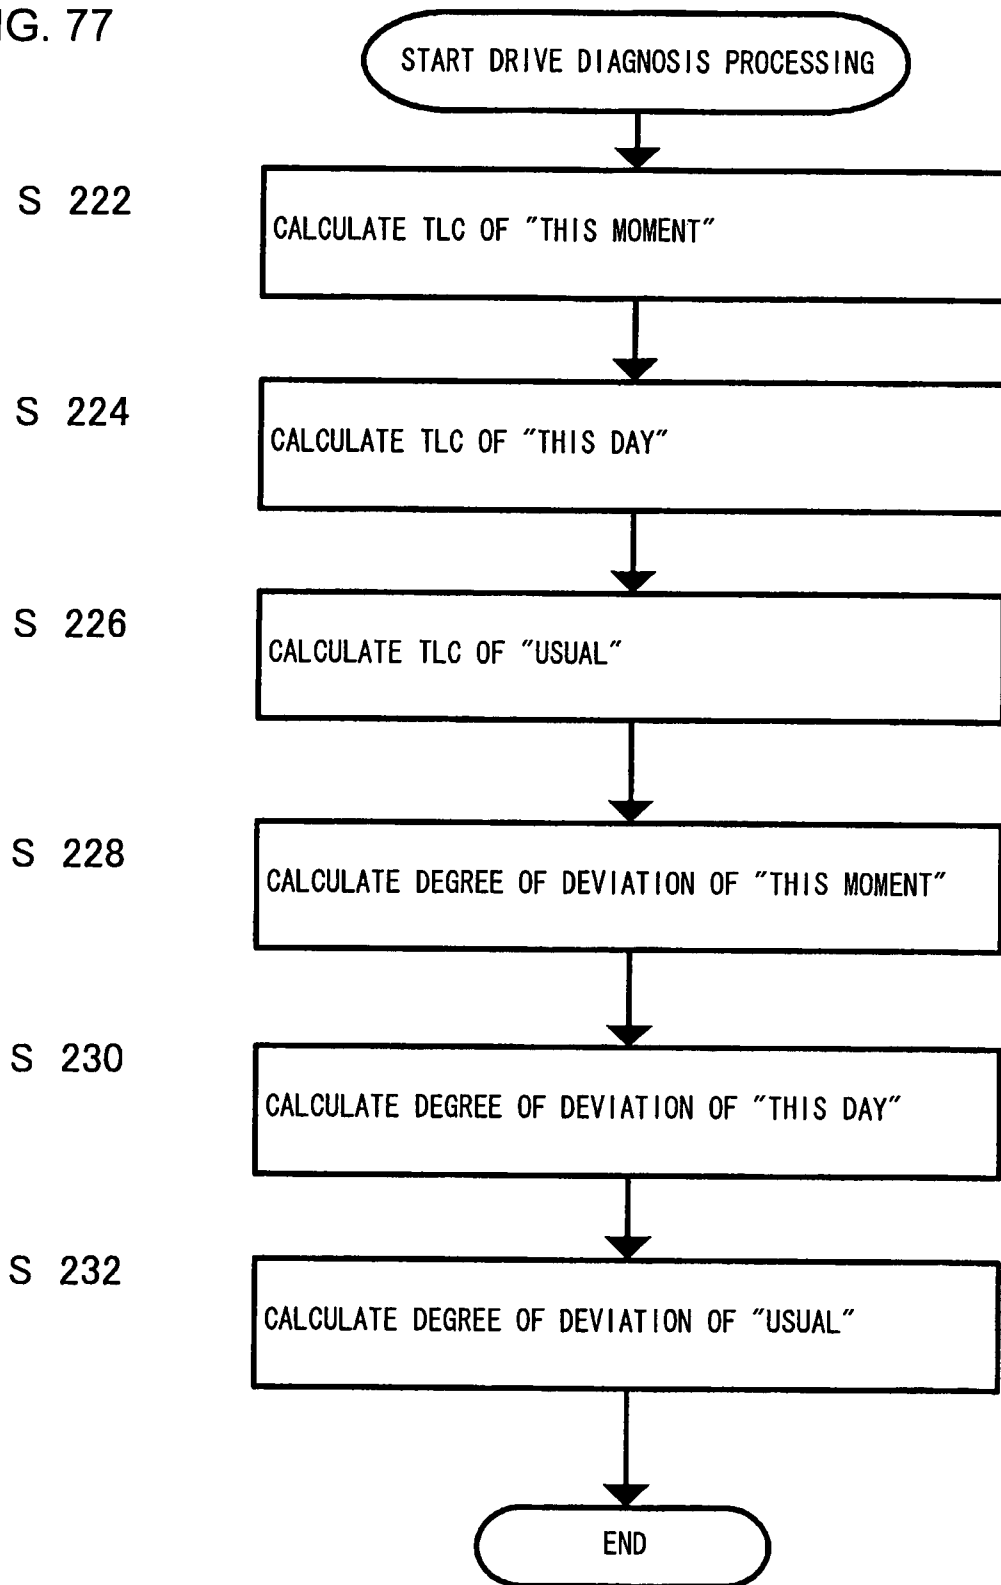 IG. 77
START DRIVE DIAGNOSIS PROCESSING
S 222
CALCULATE TLC OF "THIS MOMENT"
S 224
CALCULATE TLC OF "THIS DAY"
S 226
CALCULATE TLC OF "USUAL"
S 228
CALCULATE DEGREE OF DEVIATION OF "THIS MOMENT"
S 230
CALCULATE DEGREE OF DEVIATION OF "THIS DAY"
S 232
CALCULATE DEGREE OF DEVIATION OF "USUAL"
END